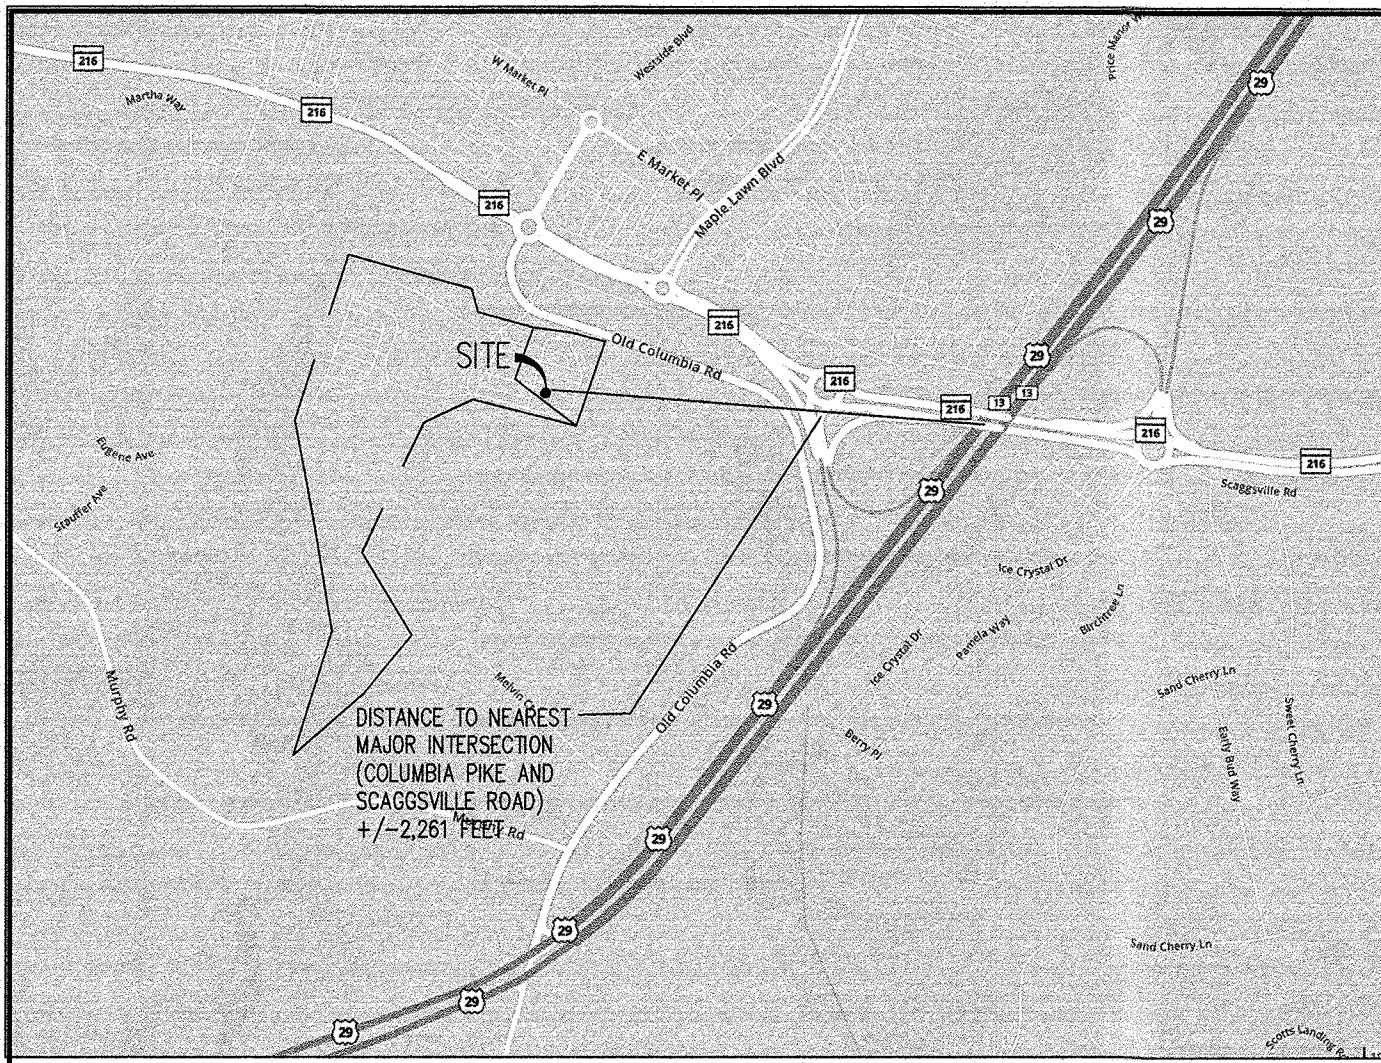 216
Martha Way
216
W Market Pl
Westside Blvd
29
E Market Pl
Maple Lawn Blvd
216
29
216
Old Columbia Rd
SITE
29
216
13
13
216
216
216
Scaggsville Rd
29
Eugene Ave
Stauffer Ave
Ice Crystal Dr
Birchtree Ln
Pamela Way
Ice Crystal Dr
Old Columbia Rd
Murphy Rd
Melvin
29
Sand Cherry Ln
Sweet Cherry Ln
Early Bud Way
Berry Pl
DISTANCE TO NEAREST
MAJOR INTERSECTION
(COLUMBIA PIKE AND
SCAGGSVILLE ROAD)
+/-2,261 FEET
Murphy Rd
29
29
Sand Cherry Ln
29
29
Scotts Landing